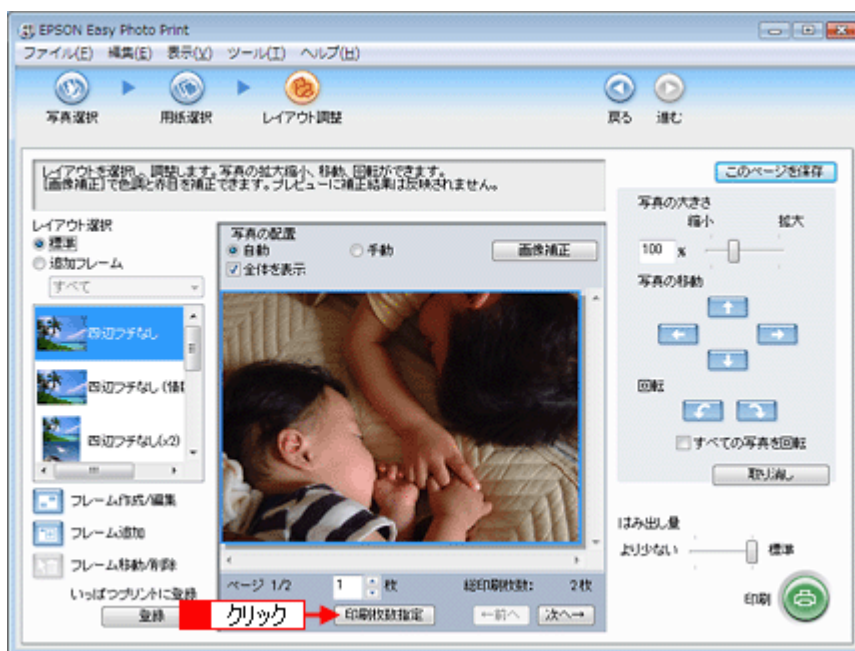 EPSON Easy Photo Print
ファイル(F) 編集(E) 表示(V) ツール(T) ヘルプ(H)
写真選択 用紙選択 レイアウト調整 戻る 進む
レイアウトを選択し、調整します。写真の拡大縮小、移動、回転ができます。
[画像補正]で色調と赤目を補正できます。プレビューに補正結果は反映されません。
このページを保存
レイアウト選択
標準
追加フレーム
すべて
四辺フチなし
四辺フチなし (情
四辺フチなし(x2)
フレーム作成/編集
フレーム追加
フレーム移動/削除
いっぱつプリントに登録
登録
写真の配置
自動 手動 画像補正
全体を表示
ページ 1/2 1 枚 総印刷枚数: 2枚
クリック 印刷枚数指定 ←前へ 次へ→
写真の大きさ
縮小 拡大
100 %
写真の移動
回転
すべての写真を回転
取り消し
はみ出し量
より少ない 標準
印刷